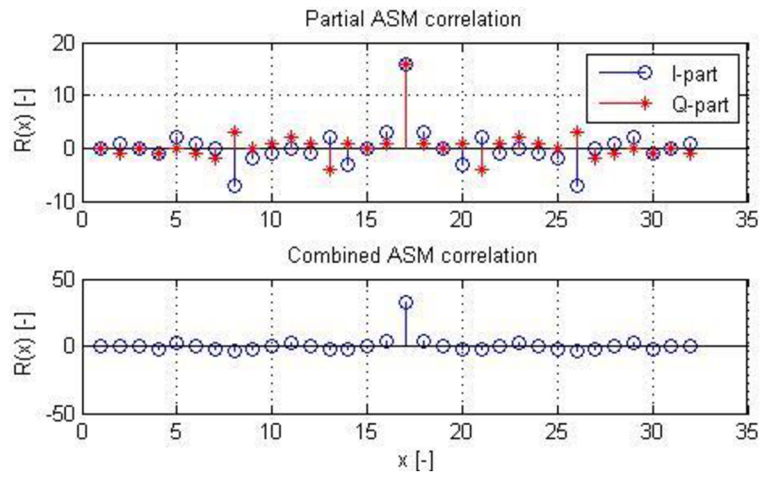 Partial ASM correlation
20
10
0
-10
R(x) [-]
I-part
Q-part
0 5 10 15 20 25 30 35
Combined ASM correlation
50
0
-50
R(x) [-]
0 5 10 15 20 25 30 35
x [-]